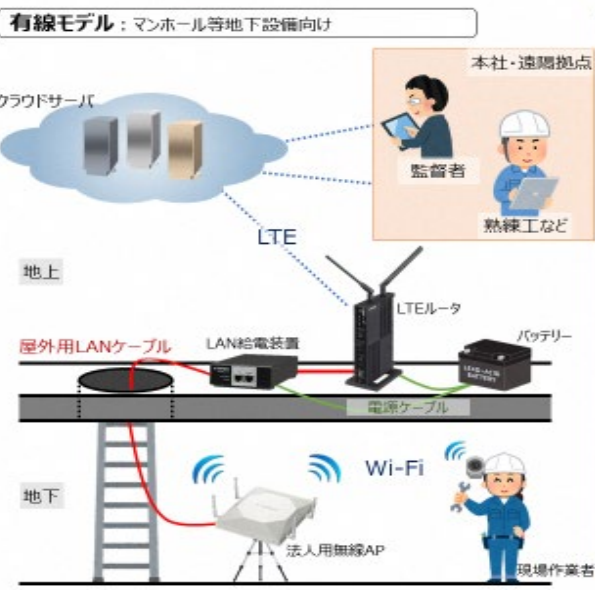 有線モデル：マンホール等地下設備向け
本社・遠隔拠点
クラウドサーバ
監督者
熟練工など
LTE
地上
LTEルータ
バッテリー
屋外用LANケーブル
LAN給電装置
LEAD-ACID
BATTERY
電源ケーブル
Wi-Fi
地下
法人用無線AP
現場作業者